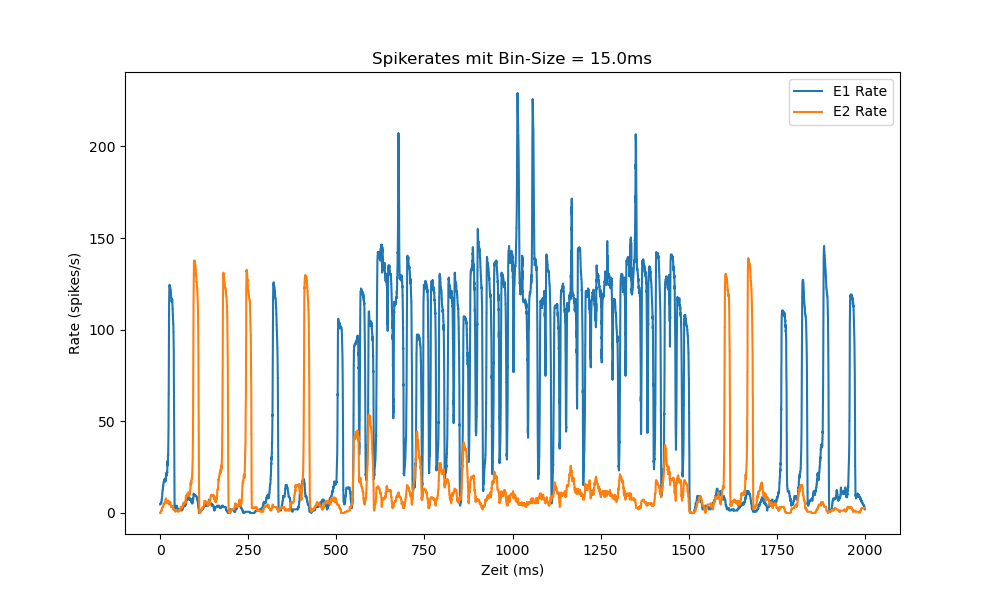 Spikerates mit Bin-Size = 15.0ms
E1 Rate
E2 Rate
Rate (spikes/s)
200
150
100
50
0
0 250 500 750 1000 1250 1500 1750 2000
Zeit (ms)